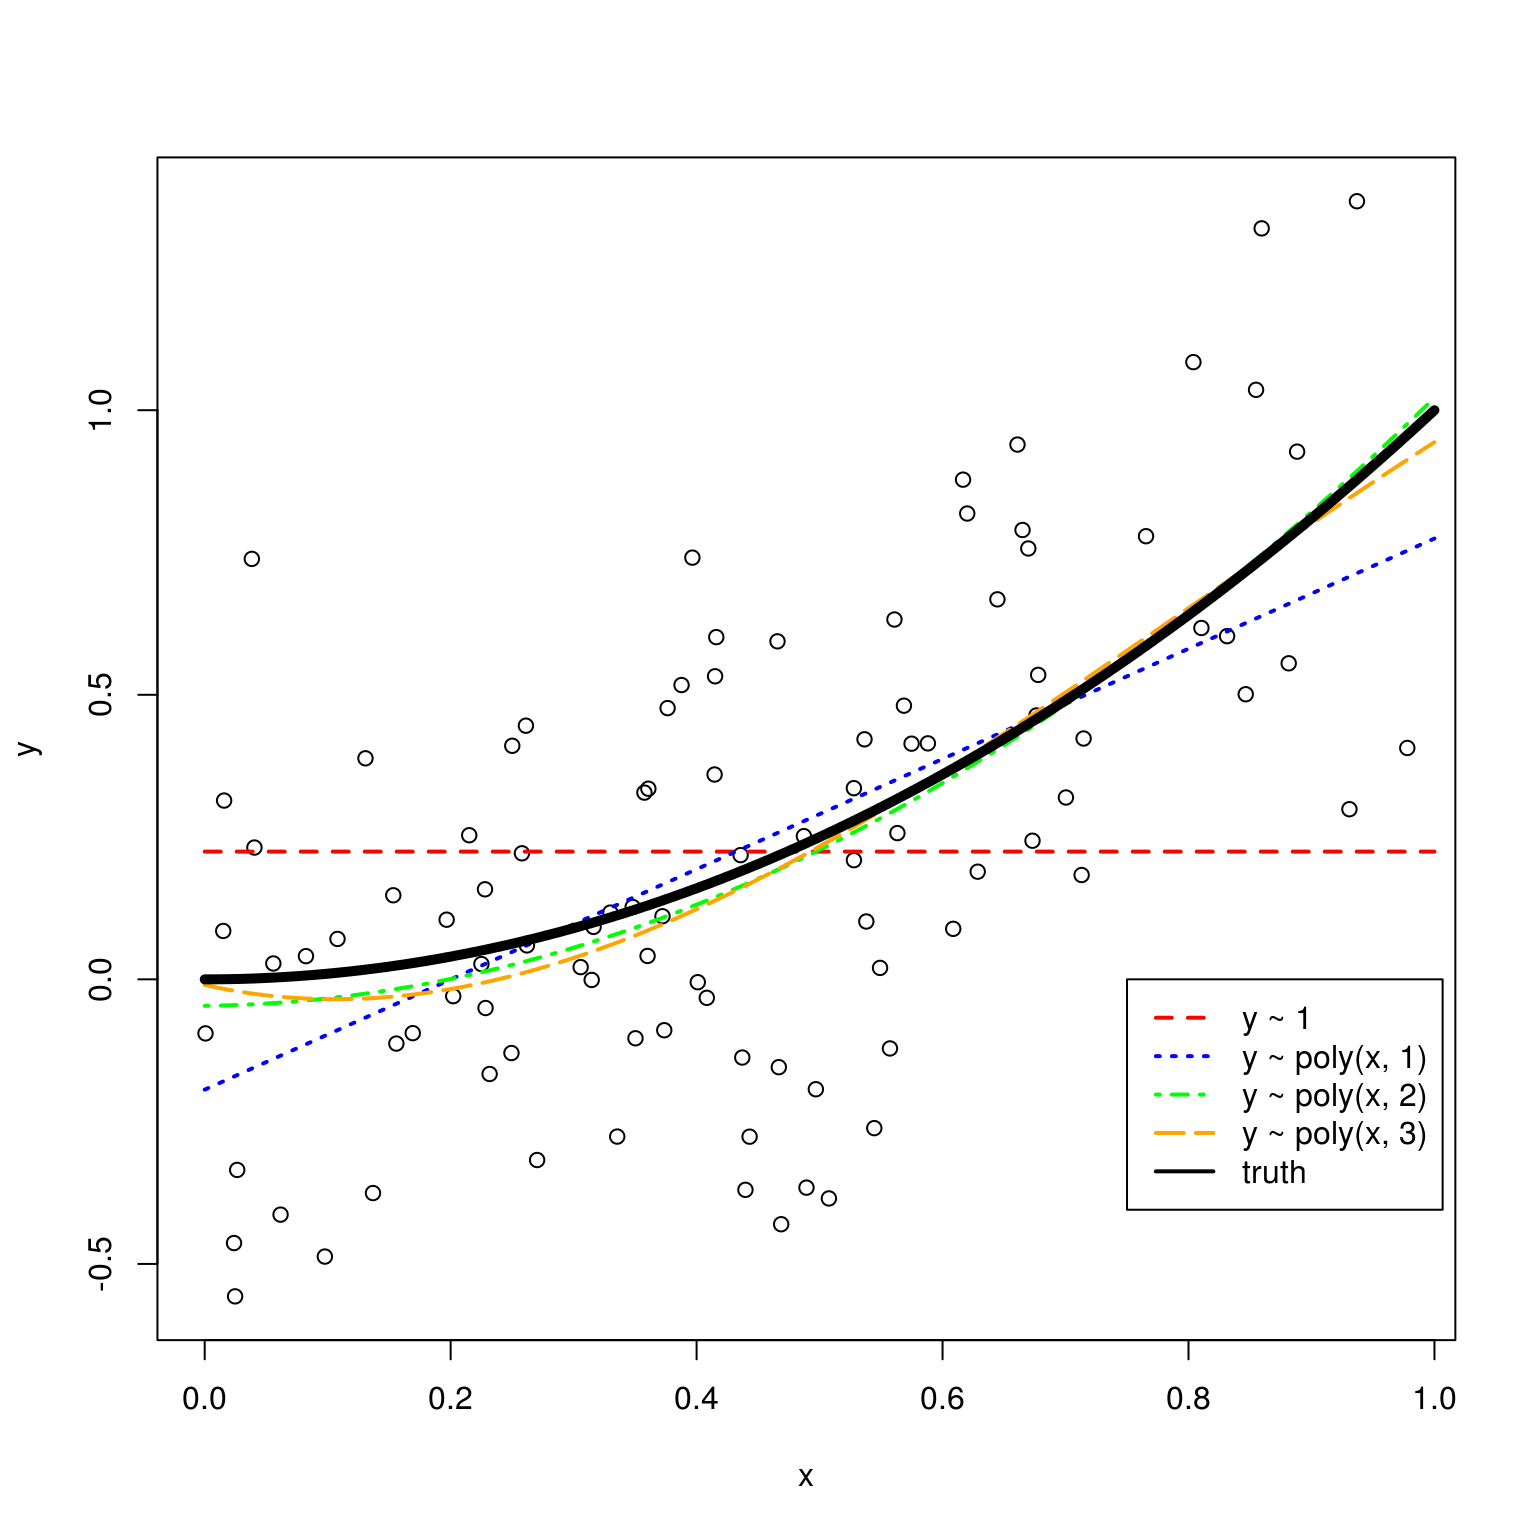 1.0
0.5
0.0
-0.5
y
0.0 0.2 0.4 0.6 0.8 1.0
x
y ~ 1
y ~ poly(x, 1)
y ~ poly(x, 2)
y ~ poly(x, 3)
truth